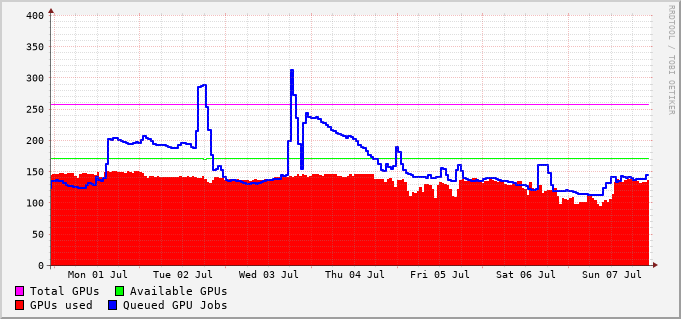 400
350
300
250
200
150
100
50
0
Mon 01 Jul Tue 02 Jul Wed 03 Jul Thu 04 Jul Fri 05 Jul Sat 06 Jul Sun 07 Jul
Total GPUs Available GPUs
GPUs used Queued GPU Jobs
RRDTOOL / TOBI OETIKER